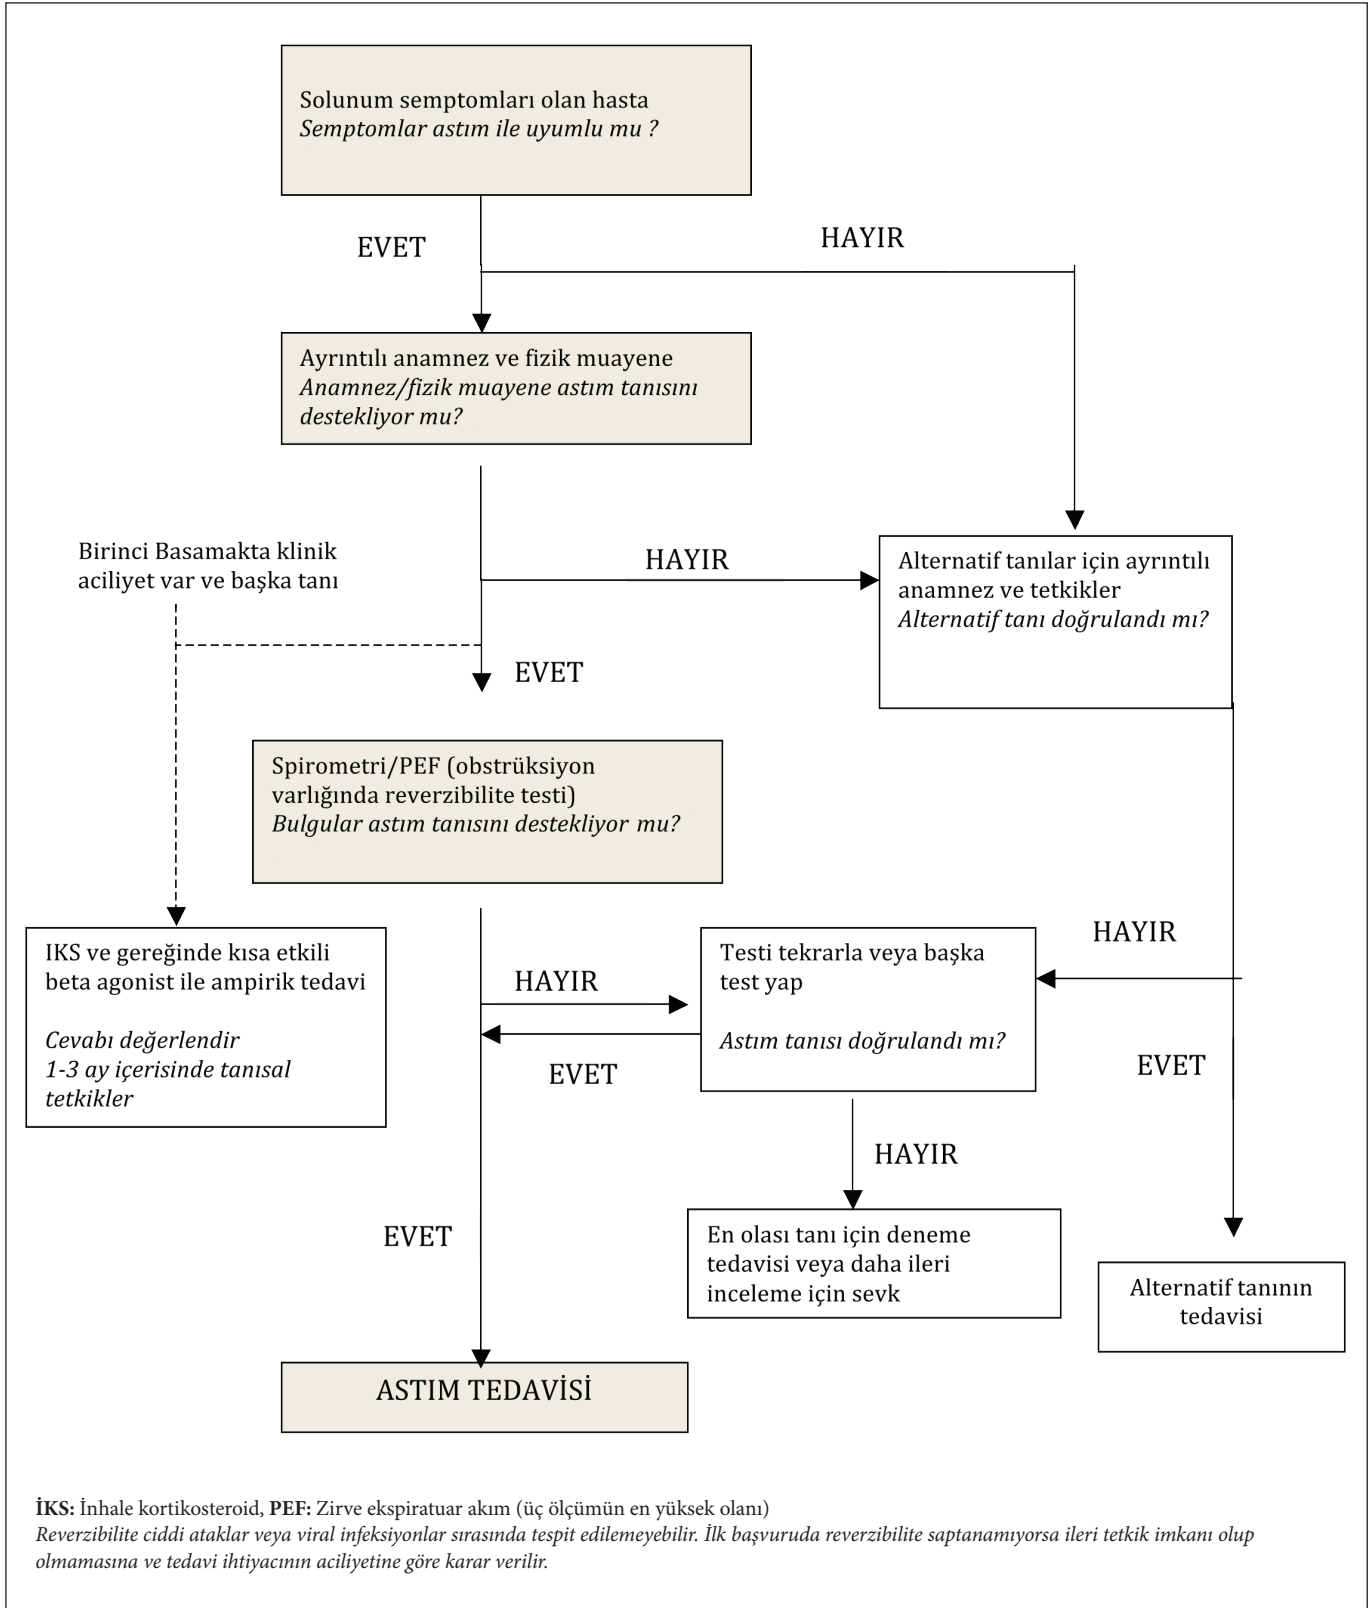 Solunum semptomları olan hasta
Semptomlar astım ile uyumlu mu ?
EVET
HAYIR
Ayrıntılı anamnez ve fizik muayene
Anamnez/fizik muayene astım tanısını
destekliyor mu?
Birinci Basamakta klinik
aciliyet var ve başka tanı
HAYIR
Alternatif tanılar için ayrıntılı
anamnez ve tetkikler
Alternatif tanı doğrulandı mı?
EVET
Spirometri/PEF (obstrüksiyon
varlığında reverzibilite testi)
Bulgular astım tanısını destekliyor mu?
IKS ve gereğinde kısa etkili
beta agonist ile ampirik tedavi
Cevabı değerlendir
1-3 ay içerisinde tanısal
tetkikler
HAYIR
Testi tekrarla veya başka
test yap
Astım tanısı doğrulandı mı?
HAYIR
EVET
EVET
HAYIR
EVET
En olası tanı için deneme
tedavisi veya daha ileri
inceleme için sevk
Alternatif tanının
tedavisi
ASTIM TEDAVİSİ
İKS: İnhale kortikosteroid, PEF: Zirve ekspiratuar akım (üç ölçümün en yüksek olanı)
Reverzibilite ciddi ataklar veya viral infeksiyonlar sırasında tespit edilemeyebilir. İlk başvuruda reverzibilite saptanamıyorsa ileri tetkik imkanı olup
olmamasına ve tedavi ihtiyacının aciliyetine göre karar verilir.